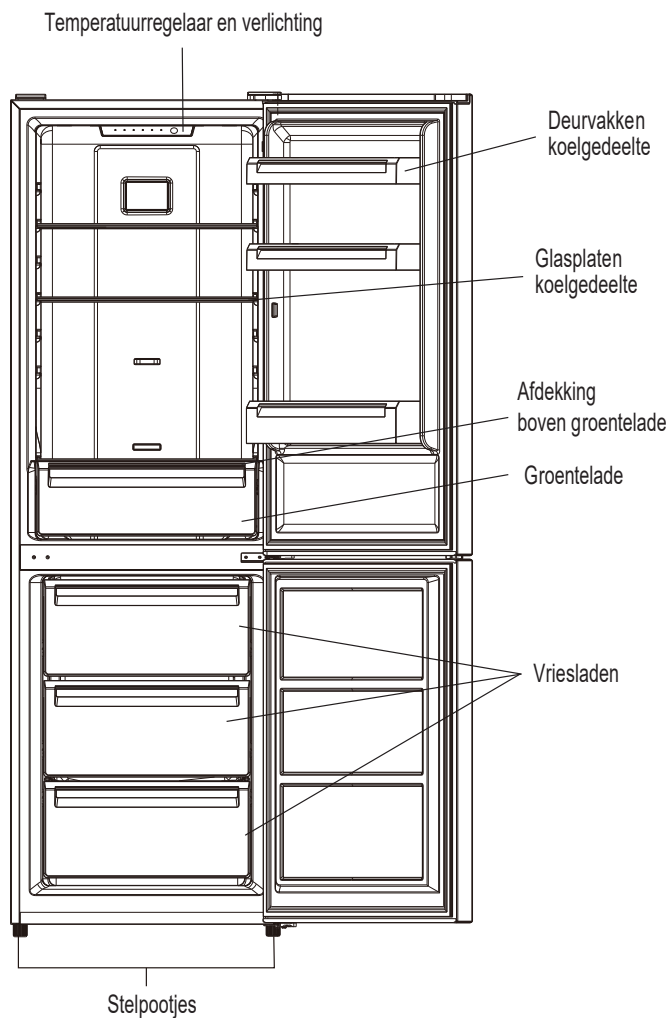 Temperatuurregelaar en verlichting
Deurvakken
koelgedeelte
Glasplaten
koelgedeelte
Afdekking
boven groentelade
Groentelade
Vriesladen
Stelpootjes